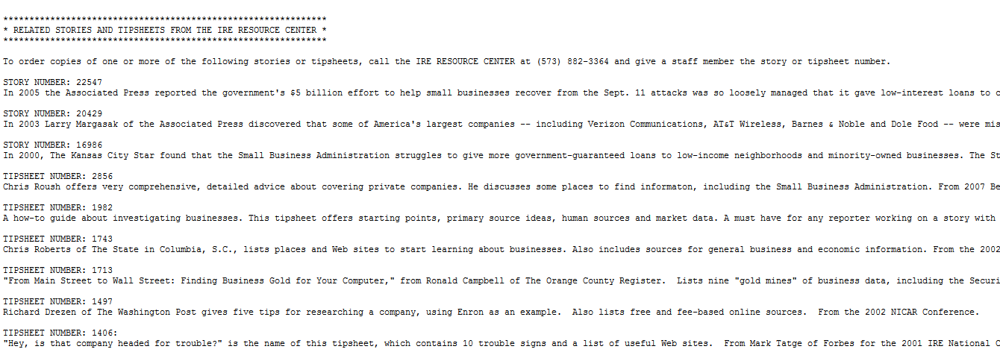 **************************************************************
* RELATED STORIES AND TIPSHEETS FROM THE IRE RESOURCE CENTER *
**************************************************************
To order copies of one or more of the following stories or tipsheets, call the IRE RESOURCE CENTER at (573) 882-3364 and give a staff member the story or tipsheet number.
STORY NUMBER: 22547
In 2005 the Associated Press reported the government's $5 billion effort to help small businesses recover from the Sept. 11 attacks was so loosely managed that it gave low-interest loans to
STORY NUMBER: 20429
In 2003 Larry Margasak of the Associated Press discovered that some of America's largest companies -- including Verizon Communications, AT&T Wireless, Barnes & Noble and Dole Food -- were mis
STORY NUMBER: 16986
In 2000, The Kansas City Star found that the Small Business Administration struggles to give more government-guaranteed loans to low-income neighborhoods and minority-owned businesses. The St
TIPSHEET NUMBER: 2856
Chris Roush offers very comprehensive, detailed advice about covering private companies. He discusses some places to find informaton, including the Small Business Administration. From 2007 Be
TIPSHEET NUMBER: 1982
A how-to guide about investigating businesses. This tipsheet offers starting points, primary source ideas, human sources and market data. A must have for any reporter working on a story with
TIPSHEET NUMBER: 1743
Chris Roberts of The State in Columbia, S.C., lists places and Web sites to start learning about businesses. Also includes sources for general business and economic information. From the 2002
TIPSHEET NUMBER: 1713
"From Main Street to Wall Street: Finding Business Gold for Your Computer," from Ronald Campbell of The Orange County Register.  Lists nine "gold mines" of business data, including the Securi
TIPSHEET NUMBER: 1497
Richard Drezen of The Washington Post gives five tips for researching a company, using Enron as an example.  Also lists free and fee-based online sources.  From the 2002 NICAR Conference.
TIPSHEET NUMBER: 1406:
"Hey, is that company headed for trouble?" is the name of this tipsheet, which contains 10 trouble signs and a list of useful Web sites.  From Mark Tatge of Forbes for the 2001 IRE National